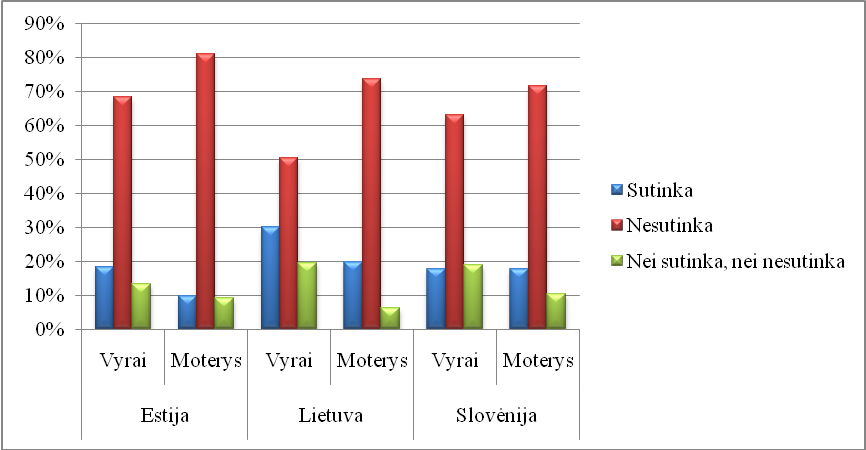 90%
80%
70%
60%
50%
40%
30%
20%
10%
0%
Vyrai Moterys Vyrai Moterys Vyrai Moterys
Estija Lietuva Slovėnija
Sutinka
Nesutinka
Nei sutinka, nei nesutinka